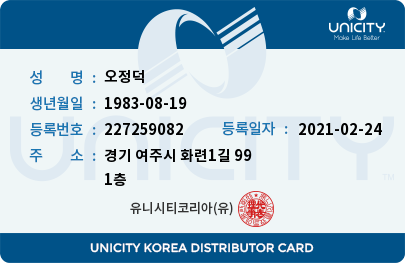 UNICITY
Make Life Better
성 명 : 오정덕
생년월일 : 1983-08-19
등록번호 : 227259082 등록일자 : 2021-02-24
주 소 : 경기 여주시 화련1길 99
1층
유니시티코리아(유)
UNICITY
UNICITY KOREA DISTRIBUTOR CARD